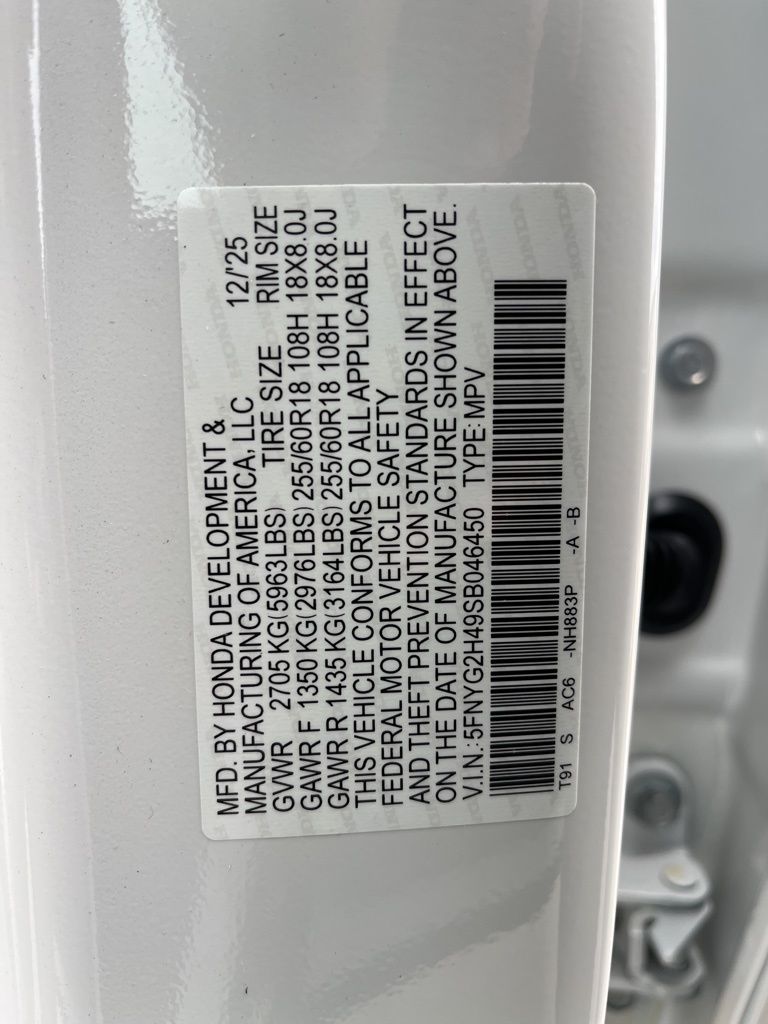 MFD. BY HONDA DEVELOPMENT &
MANUFACTURING OF AMERICA, LLC 12/'25
GVWR 2705 KG(5963LBS) TIRE SIZE RIM SIZE
GAWR F 1350 KG(2976LBS) 255/60R18 108H 18X8.0J
GAWR R 1435 KG(3164LBS) 255/60R18 108H 18X8.0J
THIS VEHICLE CONFORMS TO ALL APPLICABLE
FEDERAL MOTOR VEHICLE SAFETY
AND THEFT PREVENTION STANDARDS IN EFFECT
ON THE DATE OF MANUFACTURE SHOWN ABOVE.
V.I.N.: 5FNYG2H49SB046450 TYPE: MPV
T91 S AC6 -NH883P -A -B